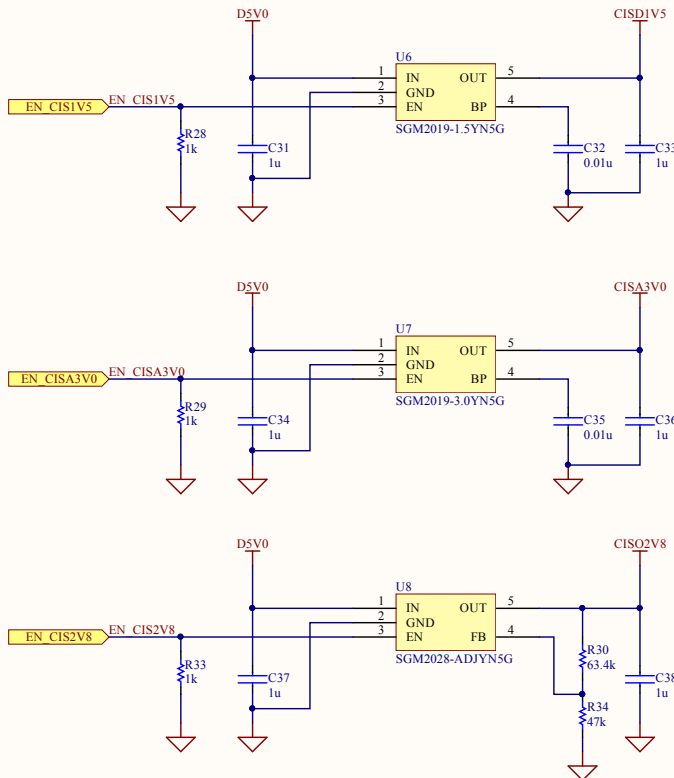 D5V0
CISD1V5
U6
1
IN
OUT
5
2
GND
EN_CIS1V5
EN_CIS1V5
3
EN
BP
4
SGM2019-1.5YN5G
R28
1k
C31
1u
C32
0.01u
C33
1u
D5V0
CISA3V0
U7
1
IN
OUT
5
2
GND
EN_CISA3V0
EN_CISA3V0
3
EN
BP
4
SGM2019-3.0YN5G
R29
1k
C34
1u
C35
0.01u
C36
1u
D5V0
CISO2V8
U8
1
IN
OUT
5
2
GND
EN_CIS2V8
EN_CIS2V8
3
EN
FB
4
SGM2028-ADJYN5G
R33
1k
C37
1u
R30
63.4k
R34
47k
C38
1u